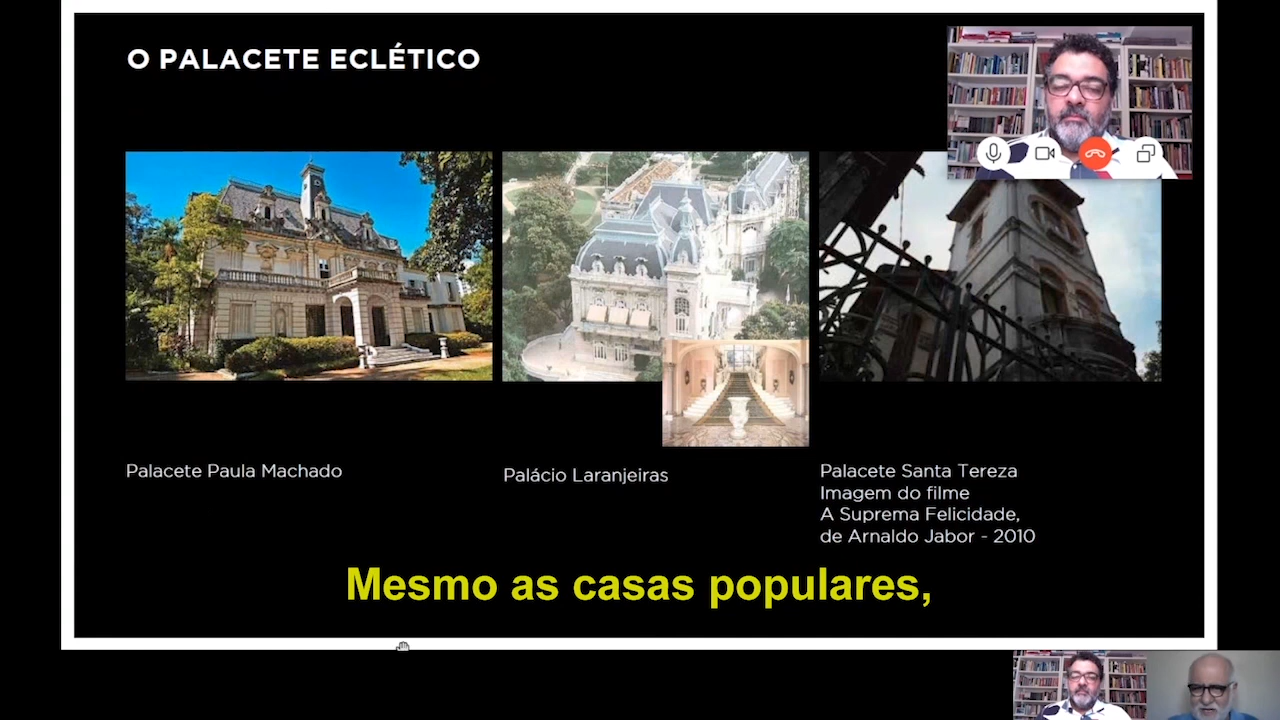 O PALACETE ECLÉTICO
Palacete Paula Machado
Palácio Laranjeiras
Palacete Santa Tereza
Imagem do filme
A Suprema Felicidade,
de Arnaldo Jabor - 2010
Mesmo as casas populares,